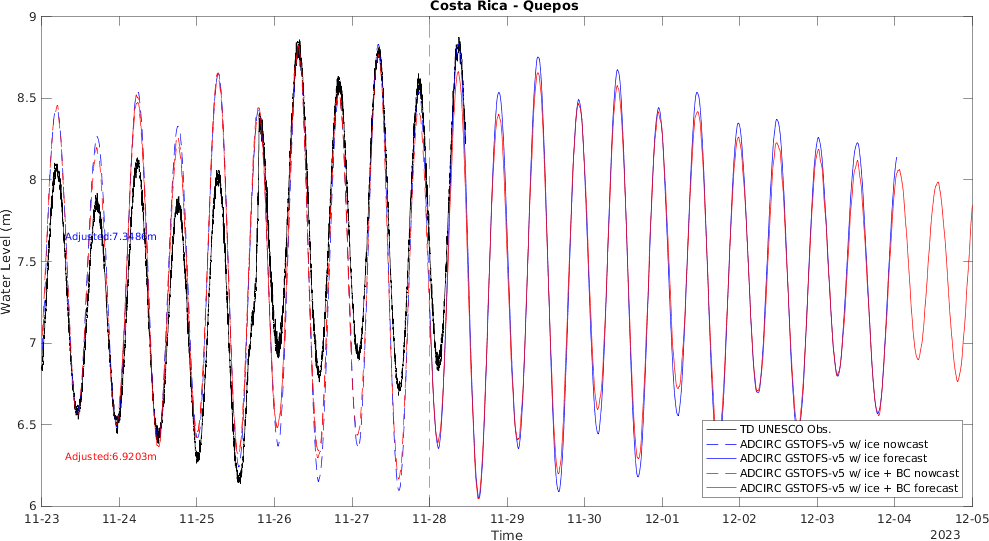 Costa Rica - Quepos
9
8.5
8
7.5
7
6.5
6
Water Level (m)
Adjusted:7.3486m
Adjusted:6.9203m
TD UNESCO Obs.
ADCIRC GSTOFS-v5 w/ ice nowcast
ADCIRC GSTOFS-v5 w/ ice forecast
ADCIRC GSTOFS-v5 w/ ice + BC nowcast
ADCIRC GSTOFS-v5 w/ ice + BC forecast
11-23 11-24 11-25 11-26 11-27 11-28 11-29 11-30 12-01 12-02 12-03 12-04 12-05
Time
2023